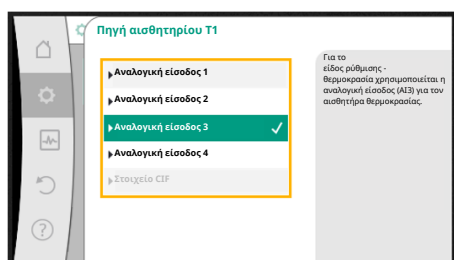 Πηγή αισθητηρίου T1
Αναλογική είσοδος 1
Αναλογική είσοδος 2
Αναλογική είσοδος 3
Αναλογική είσοδος 4
Στοιχείο CIF
Για το
είδος ρύθμισης -
θερμοκρασία χρησιμοποιείται η
αναλογική είσοδος (AI3) για τον
αισθητήρα θερμοκρασίας.